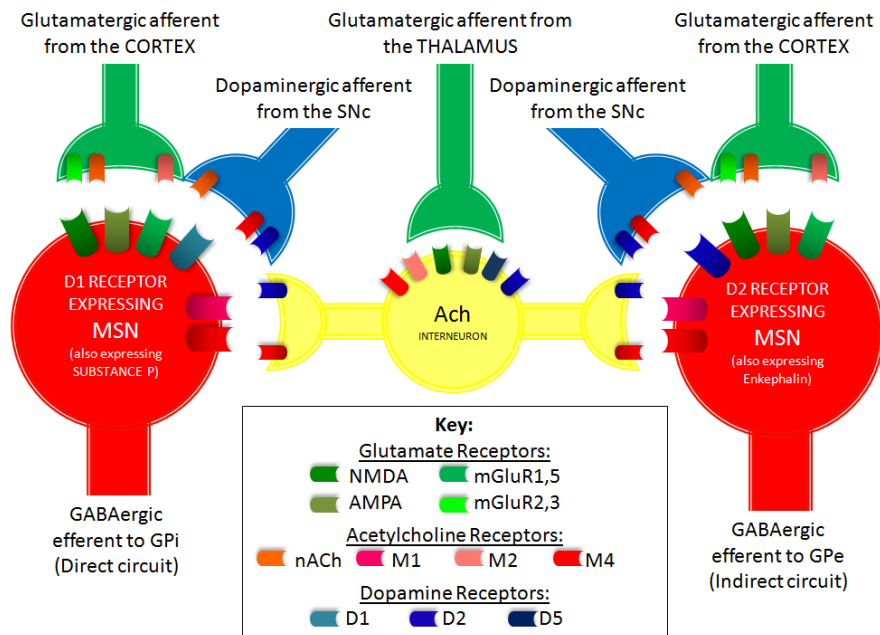 Glutamatergic afferent
from the CORTEX
Glutamatergic afferent from
the THALAMUS
Glutamatergic afferent
from the CORTEX
Dopaminergic afferent
from the SNc
Dopaminergic afferent
from the SNc
D1 RECEPTOR
EXPRESSING
MSN
(also expressing
SUBSTANCE P)
Ach
INTERNEURON
D2 RECEPTOR
EXPRESSING
MSN
(also expressing
Enkephalin)
GABAergic
efferent to GPi
(Direct circuit)
GABAergic
efferent to GPe
(Indirect circuit)
Key:
Glutamate Receptors:
NMDA mGluR1,5
AMPA mGluR2,3
Acetylcholine Receptors:
nACh M1 M2 M4
Dopamine Receptors:
D1 D2 D5